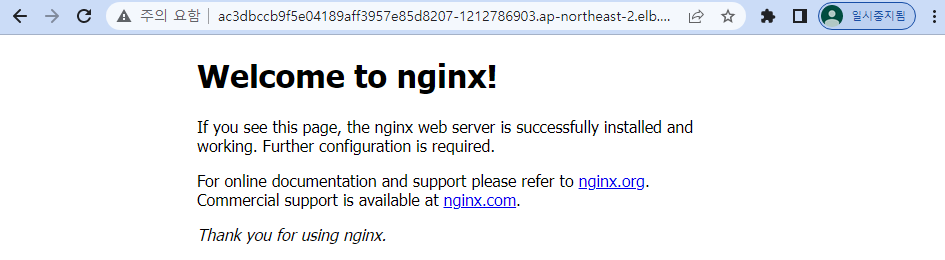 주의 요함 | ac3dbccb9f5e04189aff3957e85d8207-1212786903.ap-northeast-2.elb.... 일시중지됨
Welcome to nginx!
If you see this page, the nginx web server is successfully installed and
working. Further configuration is required.
For online documentation and support please refer to nginx.org.
Commercial support is available at nginx.com.
Thank you for using nginx.